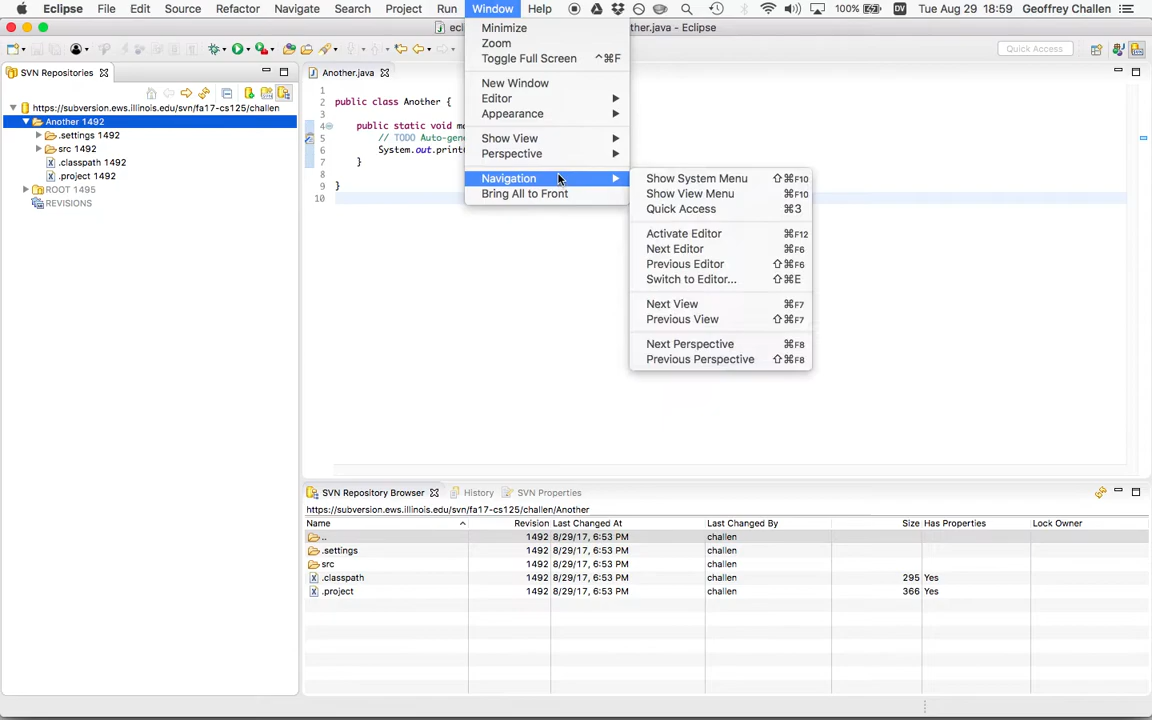 Eclipse File Edit Source Refactor Navigate Search Project Run Window Help 100% DV Tue Aug 29 18:59 Geoffrey Challen
ecl
ther.java - Eclipse
Quick Access
SVN Repositories
https://subversion.ews.illinois.edu/svn/fa17-cs125/challen
Another 1492
.settings 1492
src 1492
.classpath 1492
.project 1492
ROOT 1495
REVISIONS
Another.java
1
2 public class Another {
3
4 public static void m
5 // TODO Auto-gen
6 System.out.print
7 }
8
9 }
10
Minimize
Zoom
Toggle Full Screen ^⌘F
New Window
Editor
Appearance
Show View
Perspective
Navigation
Bring All to Front
Show System Menu ⇧⌘F10
Show View Menu ⌘F10
Quick Access ⌘3
Activate Editor ⌘F12
Next Editor ⌘F6
Previous Editor ⇧⌘F6
Switch to Editor... ⇧⌘E
Next View ⌘F7
Previous View ⇧⌘F7
Next Perspective ⌘F8
Previous Perspective ⇧⌘F8
SVN Repository Browser History SVN Properties
https://subversion.ews.illinois.edu/svn/fa17-cs125/challen/Another
Name Revision Last Changed At Last Changed By Size Has Properties Lock Owner
.. 1492 8/29/17, 6:53 PM challen
.settings 1492 8/29/17, 6:53 PM challen
src 1492 8/29/17, 6:53 PM challen
.classpath 1492 8/29/17, 6:53 PM challen 295 Yes
.project 1492 8/29/17, 6:53 PM challen 366 Yes